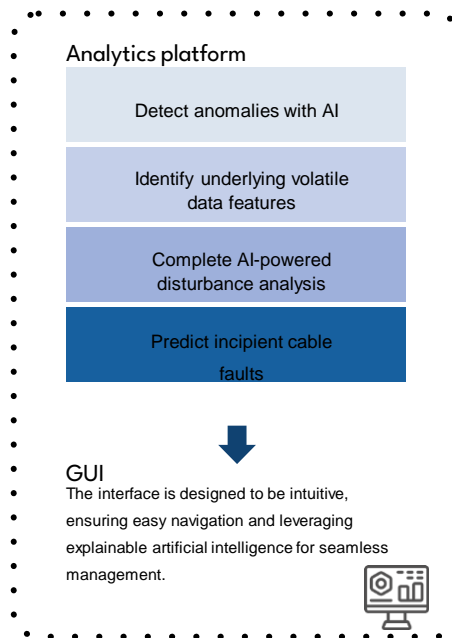 Analytics platform
Detect anomalies with AI
Identify underlying volatile
data features
Complete AI-powered
disturbance analysis
Predict incipient cable
faults
GUI
The interface is designed to be intuitive,
ensuring easy navigation and leveraging
explainable artificial intelligence for seamless
management.